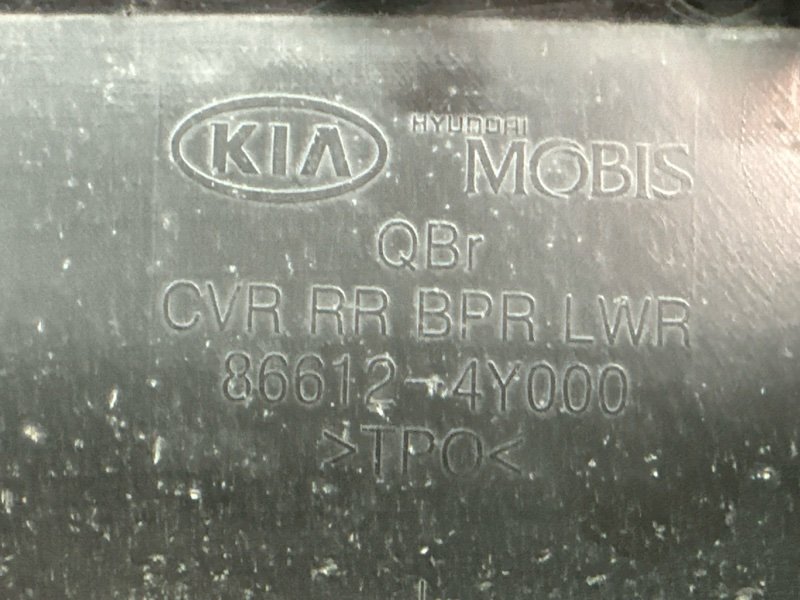 KIA HYUNDAI MOBIS
QBr
CVR RR BPR LWR
86612-4Y000
>TPO<